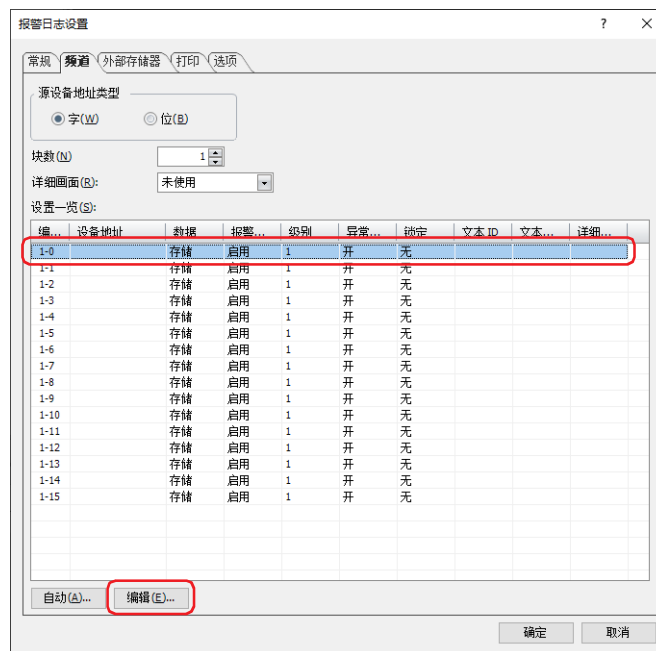 报警日志设置 ? ×
常规 频道 外部存储器 打印 选项
源设备地址类型
字(W) 位(B)
块数(N) 1
详细画面(R): 未使用
设置一览(S):
编... 设备地址 数据 报警... 级别 异常... 锁定 文本 ID 文本... 详细...
1-0 存储 启用 1 开 无
1-1 存储 启用 1 开 无
1-2 存储 启用 1 开 无
1-3 存储 启用 1 开 无
1-4 存储 启用 1 开 无
1-5 存储 启用 1 开 无
1-6 存储 启用 1 开 无
1-7 存储 启用 1 开 无
1-8 存储 启用 1 开 无
1-9 存储 启用 1 开 无
1-10 存储 启用 1 开 无
1-11 存储 启用 1 开 无
1-12 存储 启用 1 开 无
1-13 存储 启用 1 开 无
1-14 存储 启用 1 开 无
1-15 存储 启用 1 开 无
自动(A)... 编辑(E)...
确定 取消